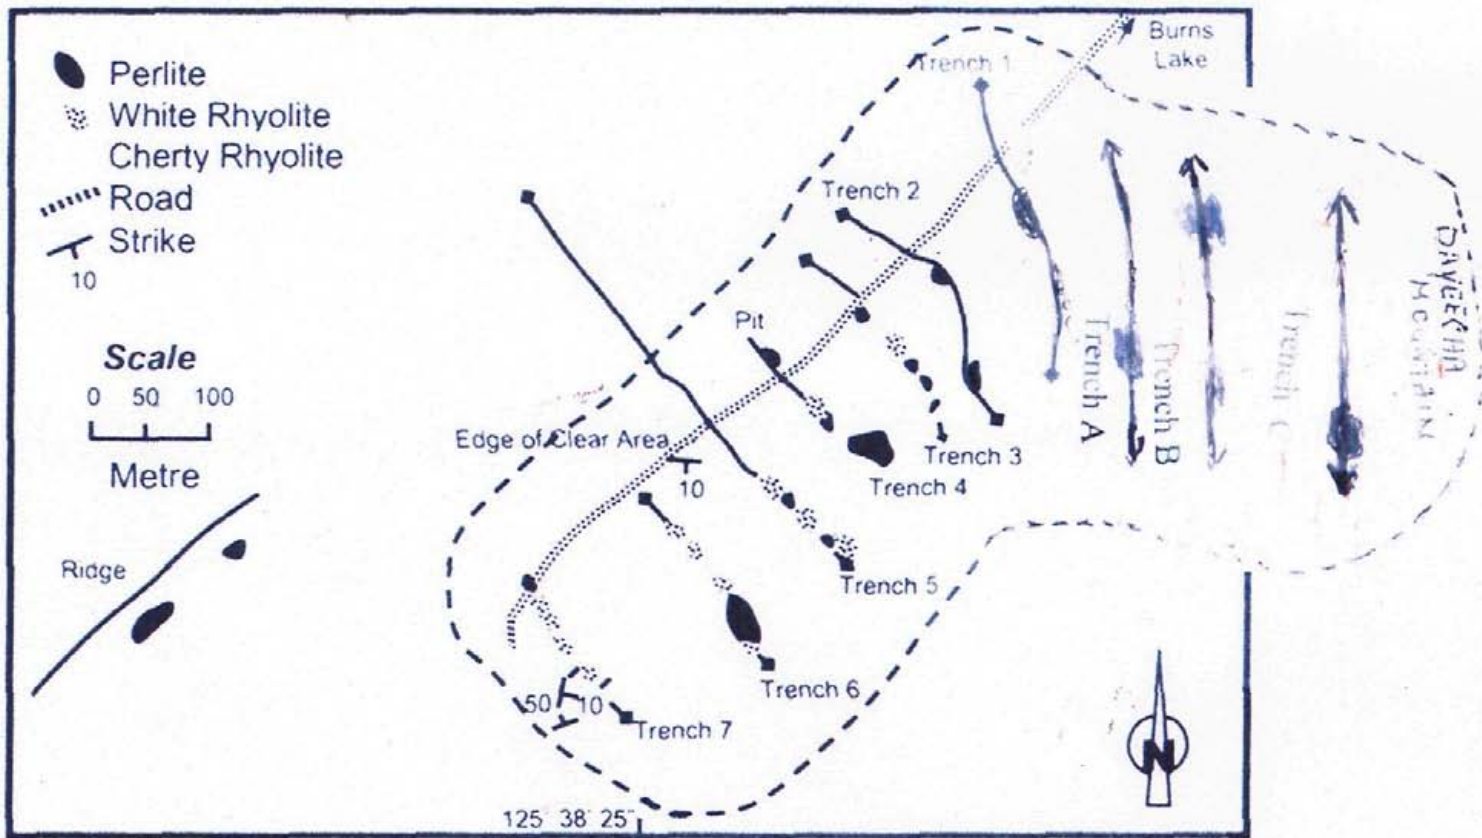 Perlite
White Rhyolite
Cherty Rhyolite
Road
Strike
10
Scale
0 50 100
Metre
Ridge
Burns
Lake
Trench 1
Trench 2
Pit
Edge of Clear Area
10
Trench 3
Trench 4
Trench 5
Trench 6
50 10
Trench 7
Trench A
Trench B
Trench C
MOUNTAIN
125° 38' 25"
N